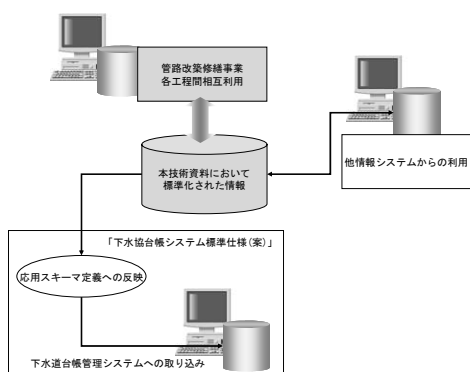 管路改築修繕事業
各工程間相互利用
本技術資料において
標準化された情報
他情報システムからの利用
「下水協台帳システム標準仕様(案)」
応用スキーマ定義への反映
下水道台帳管理システムへの取り込み